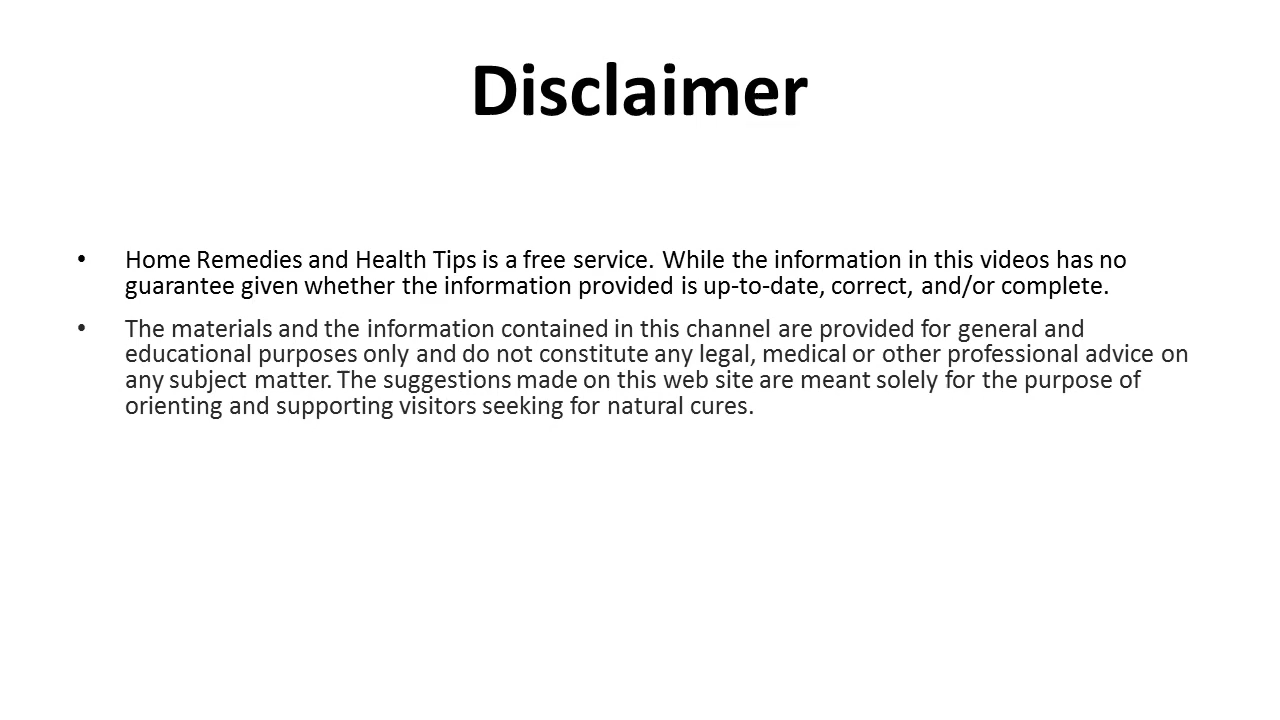 Disclaimer
• Home Remedies and Health Tips is a free service. While the information in this videos has no
guarantee given whether the information provided is up-to-date, correct, and/or complete.
• The materials and the information contained in this channel are provided for general and
educational purposes only and do not constitute any legal, medical or other professional advice on
any subject matter. The suggestions made on this web site are meant solely for the purpose of
orienting and supporting visitors seeking for natural cures.